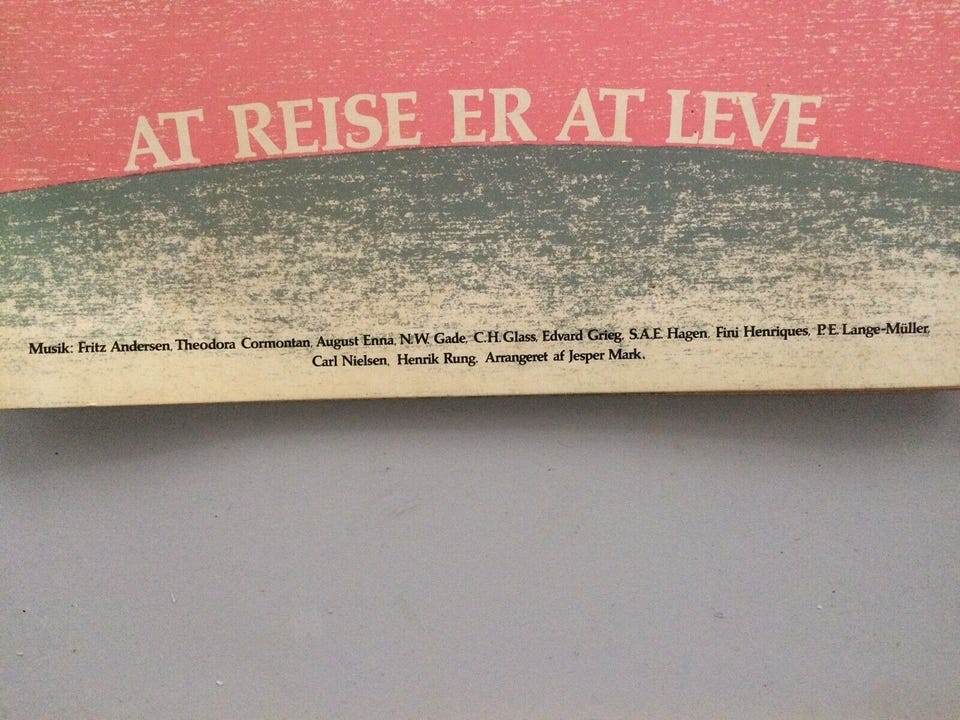 AT REISE ER AT LEVE
Musik: Fritz Andersen, Theodora Cormontan, August Enna, N.W. Gade, C.H. Glass, Edvard Grieg, S.A.E. Hagen, Fini Henriques, P.E. Lange-Müller,
Carl Nielsen, Henrik Rung. Arrangeret af Jesper Mark.